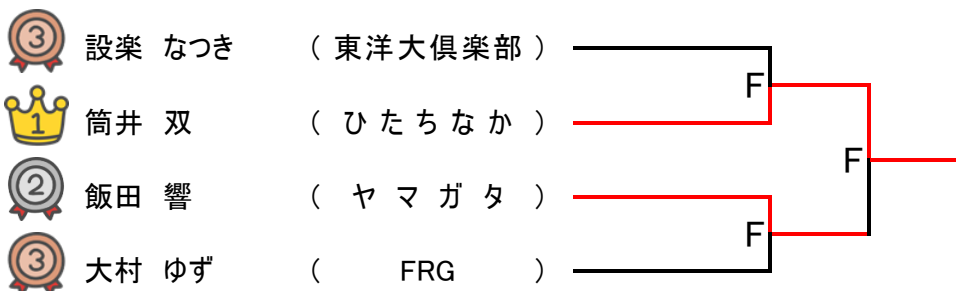 3 設楽 なつき ( 東洋大倶楽部 )
F
1 筒井 双 ( ひたちなか )
F
2 飯田 響 ( ヤマガタ )
F
3 大村 ゆず ( FRG )